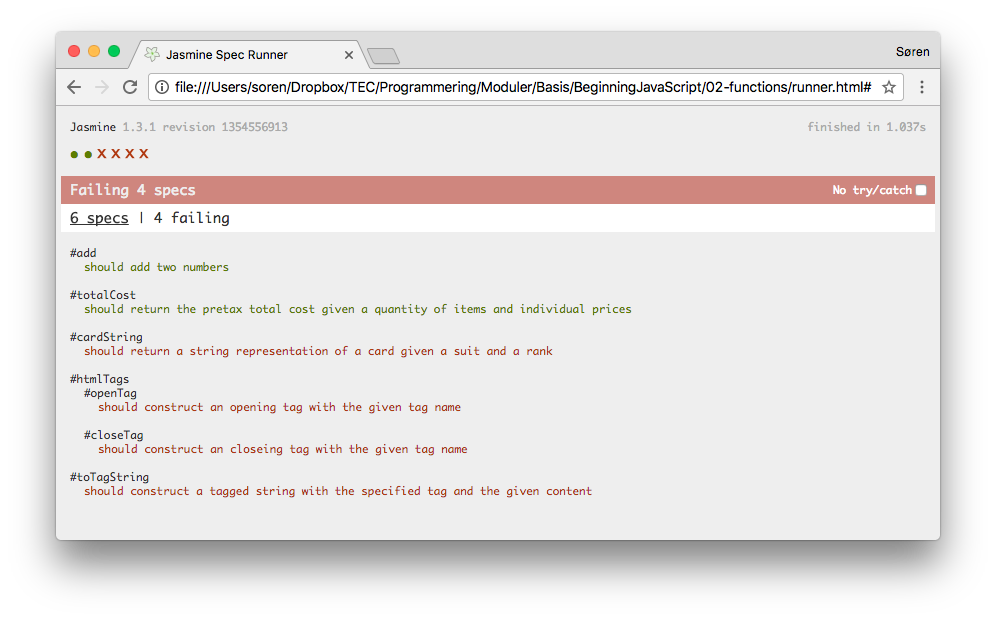 Jasmine Spec Runner
Søren
file:///Users/soren/Dropbox/TEC/Programmering/Moduler/Basis/BeginningJavaScript/02-functions/runner.html#
Jasmine 1.3.1 revision 1354556913 finished in 1.037s
● ● X X X X
Failing 4 specs No try/catch
6 specs | 4 failing
#add
should add two numbers
#totalCost
should return the pretax total cost given a quantity of items and individual prices
#cardString
should return a string representation of a card given a suit and a rank
#htmlTags
#openTag
should construct an opening tag with the given tag name
#closeTag
should construct an closeing tag with the given tag name
#toTagString
should construct a tagged string with the specified tag and the given content